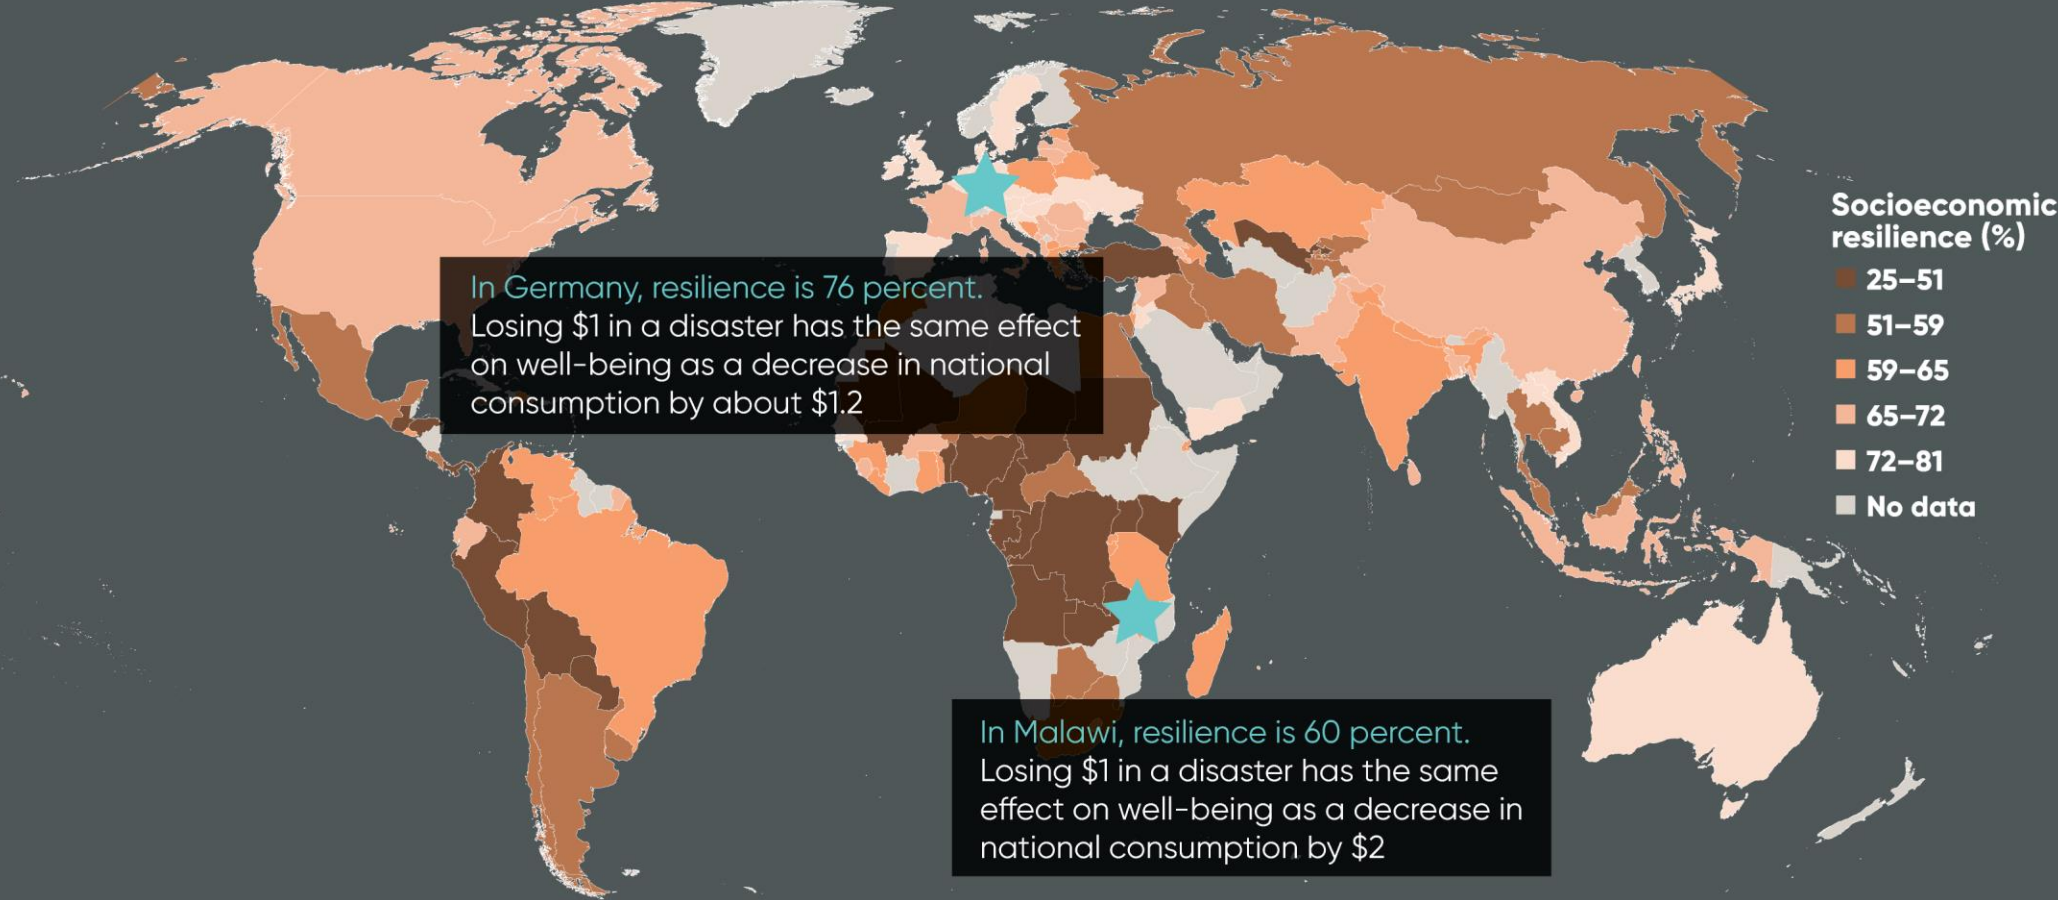 In Germany, resilience is 76 percent.
Losing $1 in a disaster has the same effect
on well-being as a decrease in national
consumption by about $1.2
In Malawi, resilience is 60 percent.
Losing $1 in a disaster has the same
effect on well-being as a decrease in
national consumption by $2
Socioeconomic
resilience (%)
25–51
51–59
59–65
65–72
72–81
No data